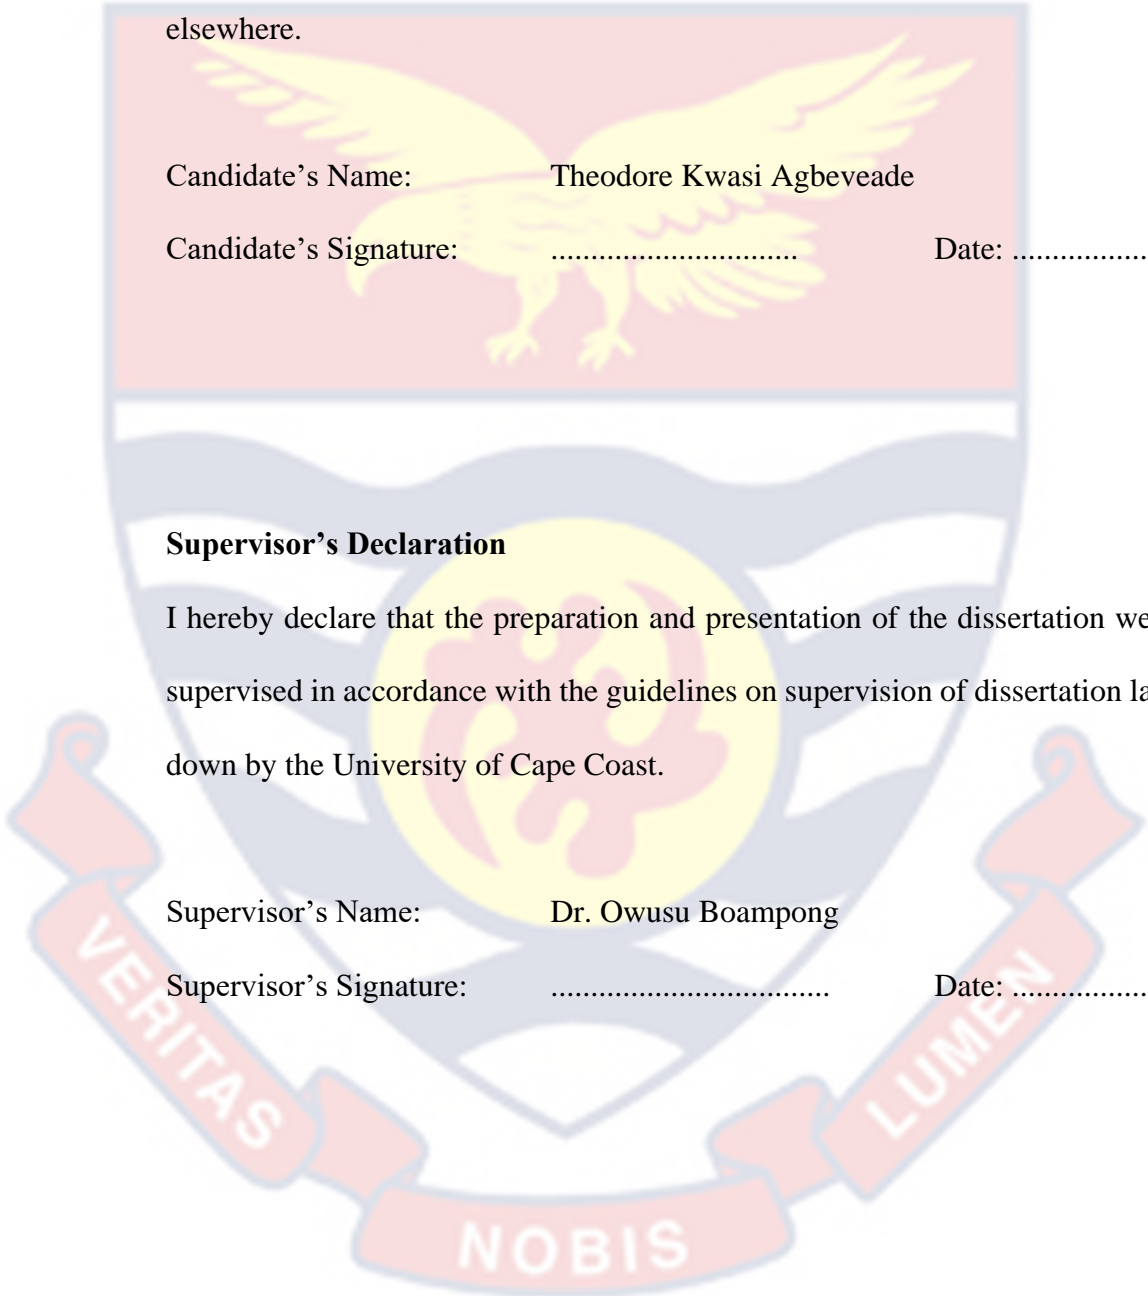 elsewhere.
Candidate’s Name: Theodore Kwasi Agbeveade
Candidate’s Signature: ............................... Date: .................
Supervisor’s Declaration
I hereby declare that the preparation and presentation of the dissertation we
supervised in accordance with the guidelines on supervision of dissertation la
down by the University of Cape Coast.
Supervisor’s Name: Dr. Owusu Boampong
Supervisor’s Signature: ................................... Date: .................
VERITAS
NOBIS
LUMEN